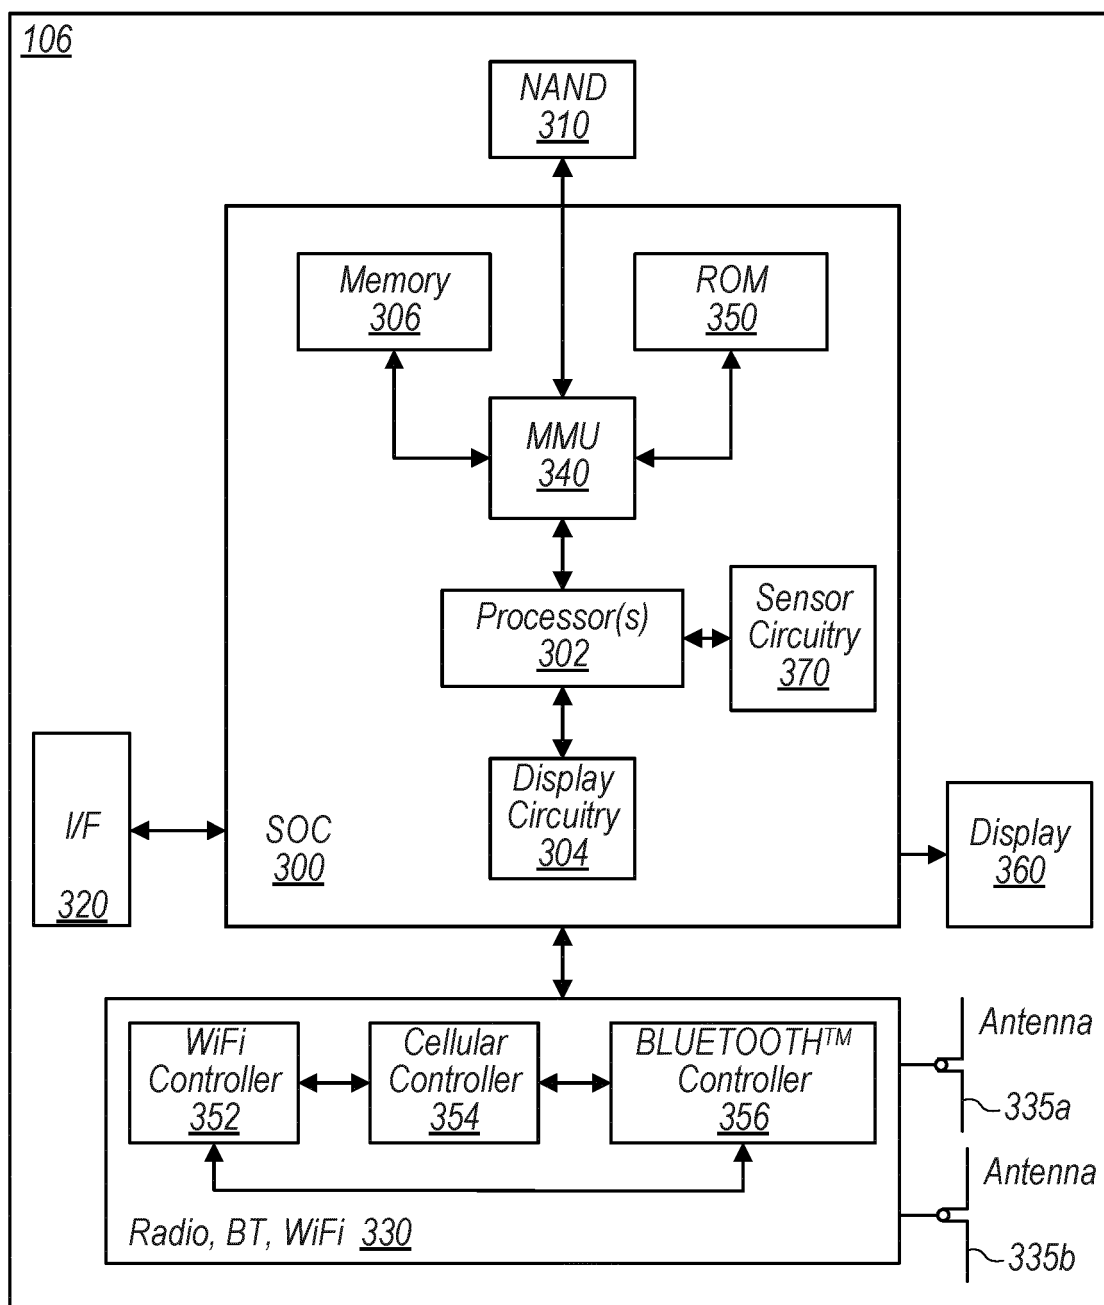 106
NAND
310
Memory
306
ROM
350
MMU
340
Processor(s)
302
Sensor
Circuitry
370
Display
Circuitry
304
I/F
320
SOC
300
Display
360
WiFi
Controller
352
Cellular
Controller
354
BLUETOOTH™
Controller
356
Antenna
335a
Antenna
335b
Radio, BT, WiFi 330